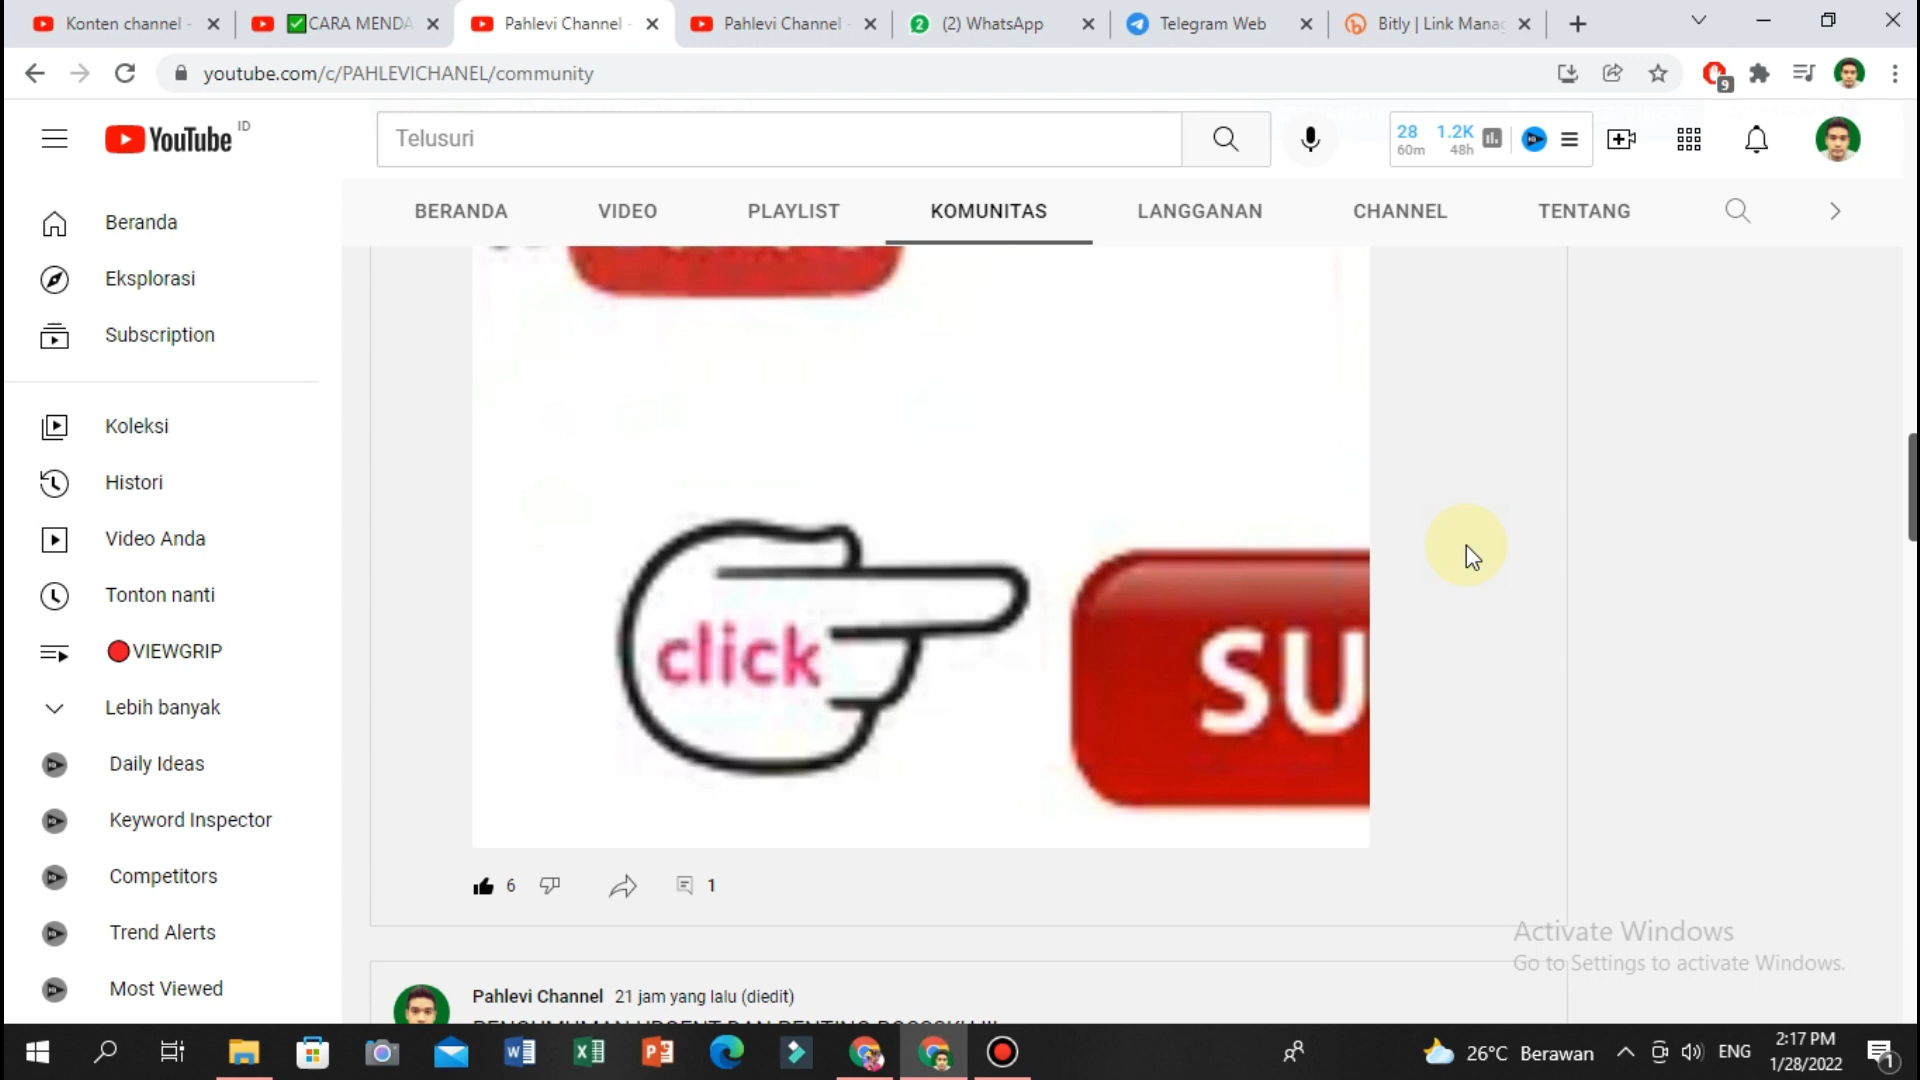 Konten channel -
✅CARA MENDA
Pahlevi Channel -
Pahlevi Channel -
(2) WhatsApp
Telegram Web
Bitly | Link Manag
youtube.com/c/PAHLEVICHANEL/community
9
YouTube ID
Telusuri
28 1.2K
60m 48h
BERANDA VIDEO PLAYLIST KOMUNITAS LANGGANAN CHANNEL TENTANG
Beranda
Eksplorasi
Subscription
Koleksi
Histori
Video Anda
Tonton nanti
🔴VIEWGRIP
Lebih banyak
Daily Ideas
Keyword Inspector
Competitors
Trend Alerts
Most Viewed
click
SU
6 1
Pahlevi Channel 21 jam yang lalu (diedit)
Activate Windows
Go to Settings to activate Windows.
26°C Berawan
ENG
2:17 PM
1/28/2022
1